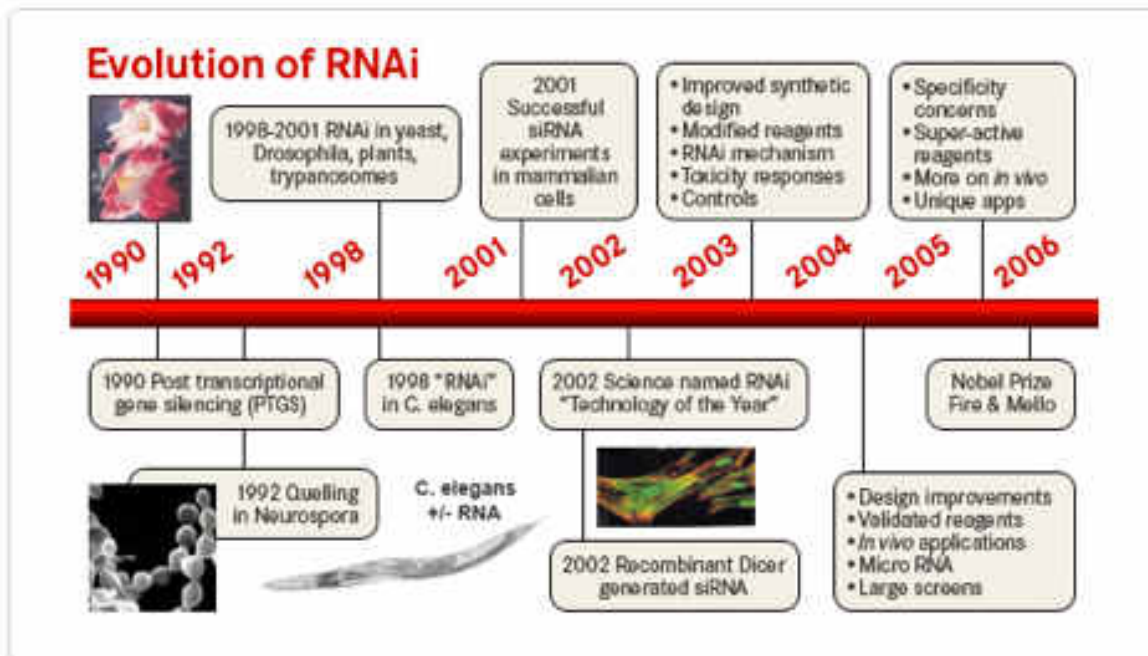 Evolution of RNAi
1998-2001 RNAi in yeast,
Drosophila, plants,
trypanosomes
2001
Successful
siRNA
experiments
in mammalian
cells
• Improved synthetic
design
• Modified reagents
• RNAi mechanism
• Toxicity responses
• Controls
• Specificity
concerns
• Super-active
reagents
• More on in vivo
• Unique apps
1990
1992
1998
2001
2002
2003
2004
2005
2006
1990 Post transcriptional
gene silencing (PTGS)
1998 "RNAi"
in C. elegans
2002 Science named RNAi
"Technology of the Year"
Nobel Prize
Fire & Mello
1992 Quelling
in Neurospora
C. elegans
+/- RNA
2002 Recombinant Dicer
generated siRNA
• Design improvements
• Validated reagents
• In vivo applications
• Micro RNA
• Large screens